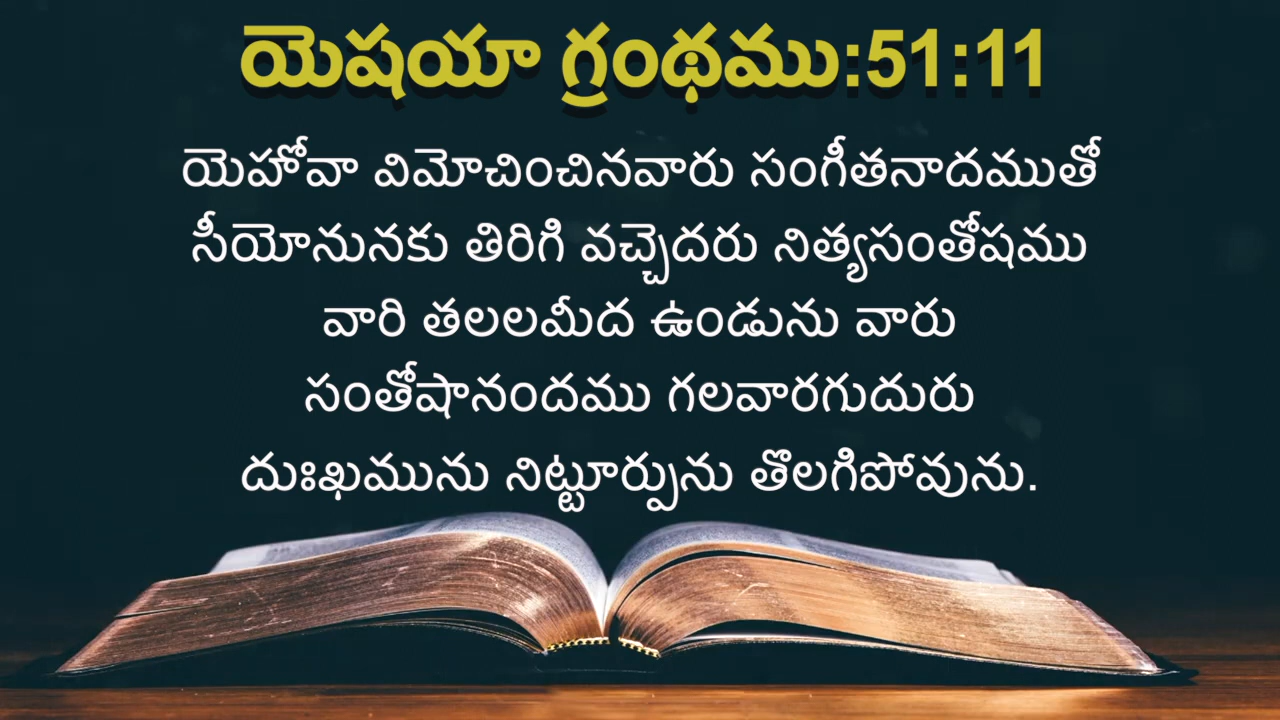 యెషయా గ్రంథము:51:11
యెహోవా విమోచించినవారు సంగీతనాదముతో
సీయోనునకు తిరిగి వచ్చెదరు నిత్యసంతోషము
వారి తలలమీద ఉండును వారు
సంతోషానందము గలవారగుదురు
దుఃఖమును నిట్టూర్పును తొలగిపోవును.